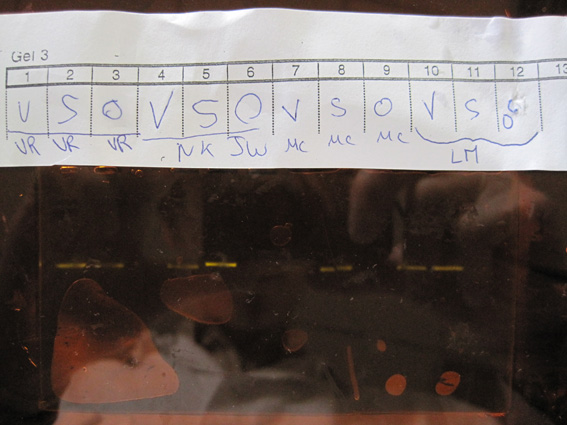 Gel 3
1 2 3 4 5 6 7 8 9 10 11 12 13
V S O V S O V S O V S O
VR VR VR NK JW MC MC MC LM